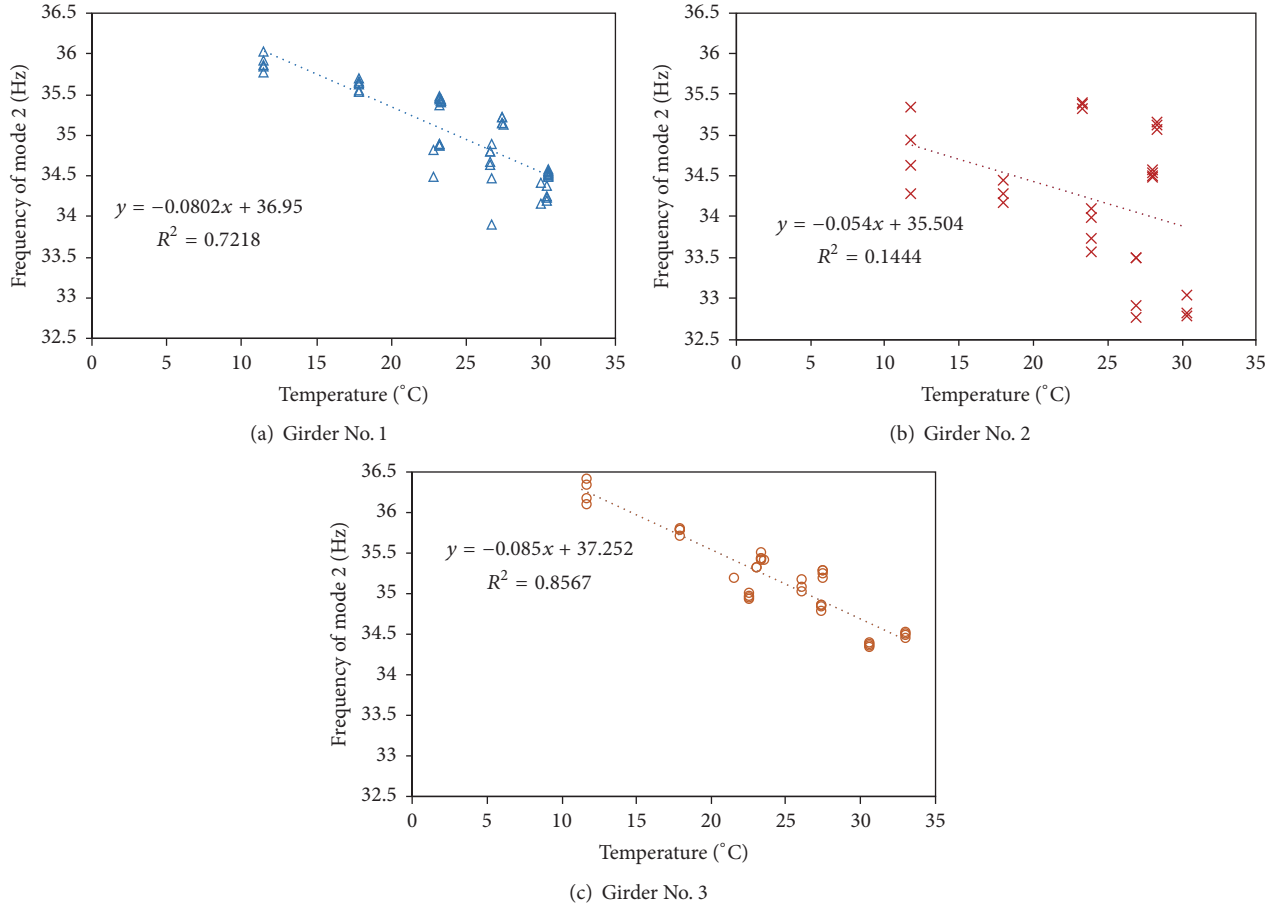 36.5
36
35.5
35
34.5
34
33.5
33
32.5
Frequency of mode 2 (Hz)
y = −0.0802x + 36.95
R² = 0.7218
0 5 10 15 20 25 30 35
Temperature (°C)
(a) Girder No. 1
36.5
36
35.5
35
34.5
34
33.5
33
32.5
Frequency of mode 2 (Hz)
y = −0.054x + 35.504
R² = 0.1444
0 5 10 15 20 25 30 35
Temperature (°C)
(b) Girder No. 2
36.5
36
35.5
35
34.5
34
33.5
33
32.5
Frequency of mode 2 (Hz)
y = −0.085x + 37.252
R² = 0.8567
0 5 10 15 20 25 30 35
Temperature (°C)
(c) Girder No. 3